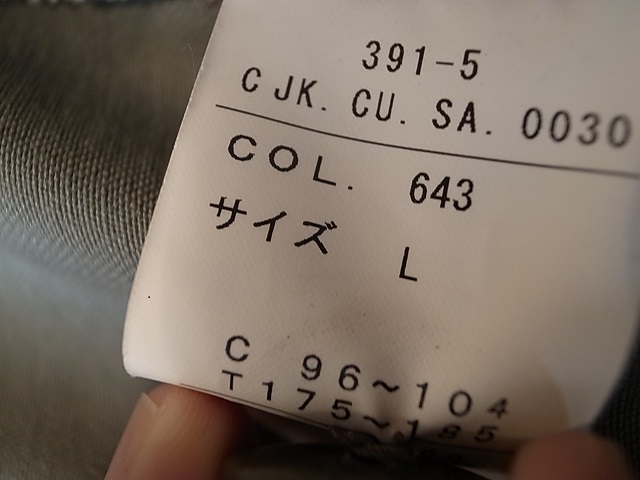 391-5
C JK. CU. SA. 0030
COL. 643
サイズ L
C 96~104
T175~185